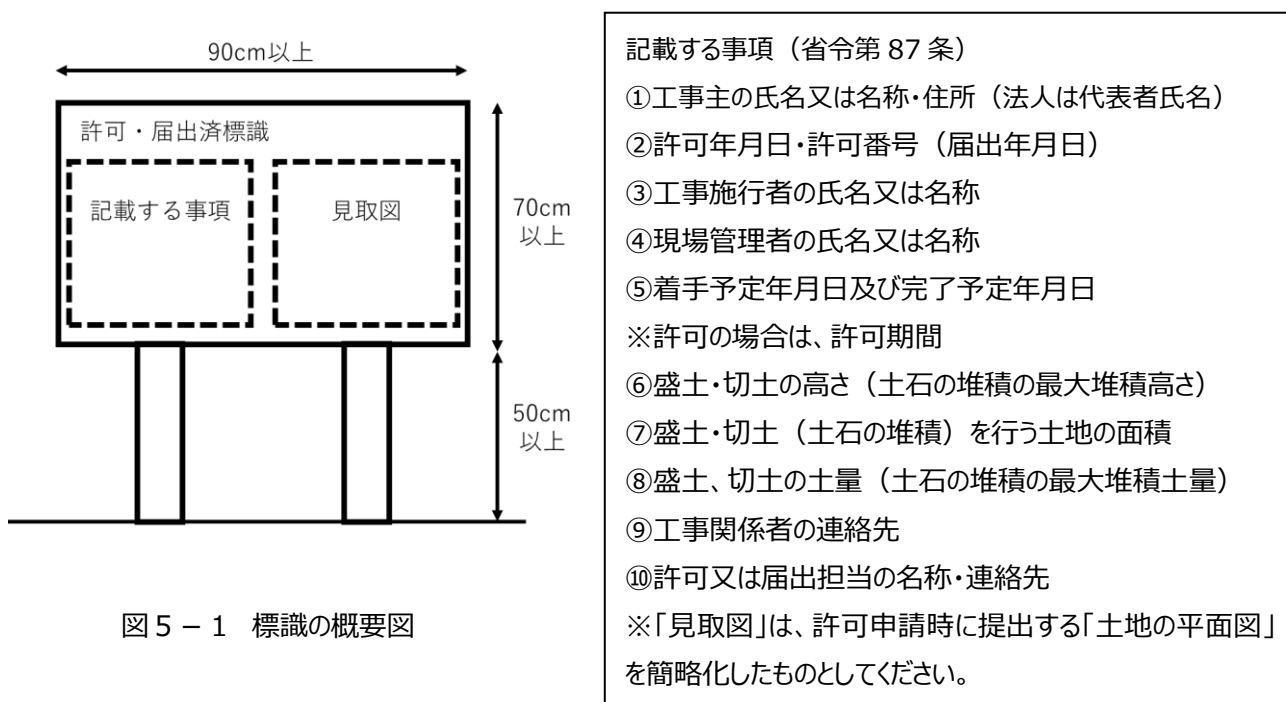 90cm以上
許可・届出済標識
記載する事項
見取図
70cm
以上
50cm
以上
図５－１ 標識の概要図
記載する事項（省令第 87 条）
①工事主の氏名又は名称・住所（法人は代表者氏名）
②許可年月日・許可番号（届出年月日）
③工事施行者の氏名又は名称
④現場管理者の氏名又は名称
⑤着手予定年月日及び完了予定年月日
※許可の場合は、許可期間
⑥盛土・切土の高さ（土石の堆積の最大堆積高さ）
⑦盛土・切土（土石の堆積）を行う土地の面積
⑧盛土、切土の土量（土石の堆積の最大堆積土量）
⑨工事関係者の連絡先
⑩許可又は届出担当の名称・連絡先
※「見取図」は、許可申請時に提出する「土地の平面図」
を簡略化したものとしてください。